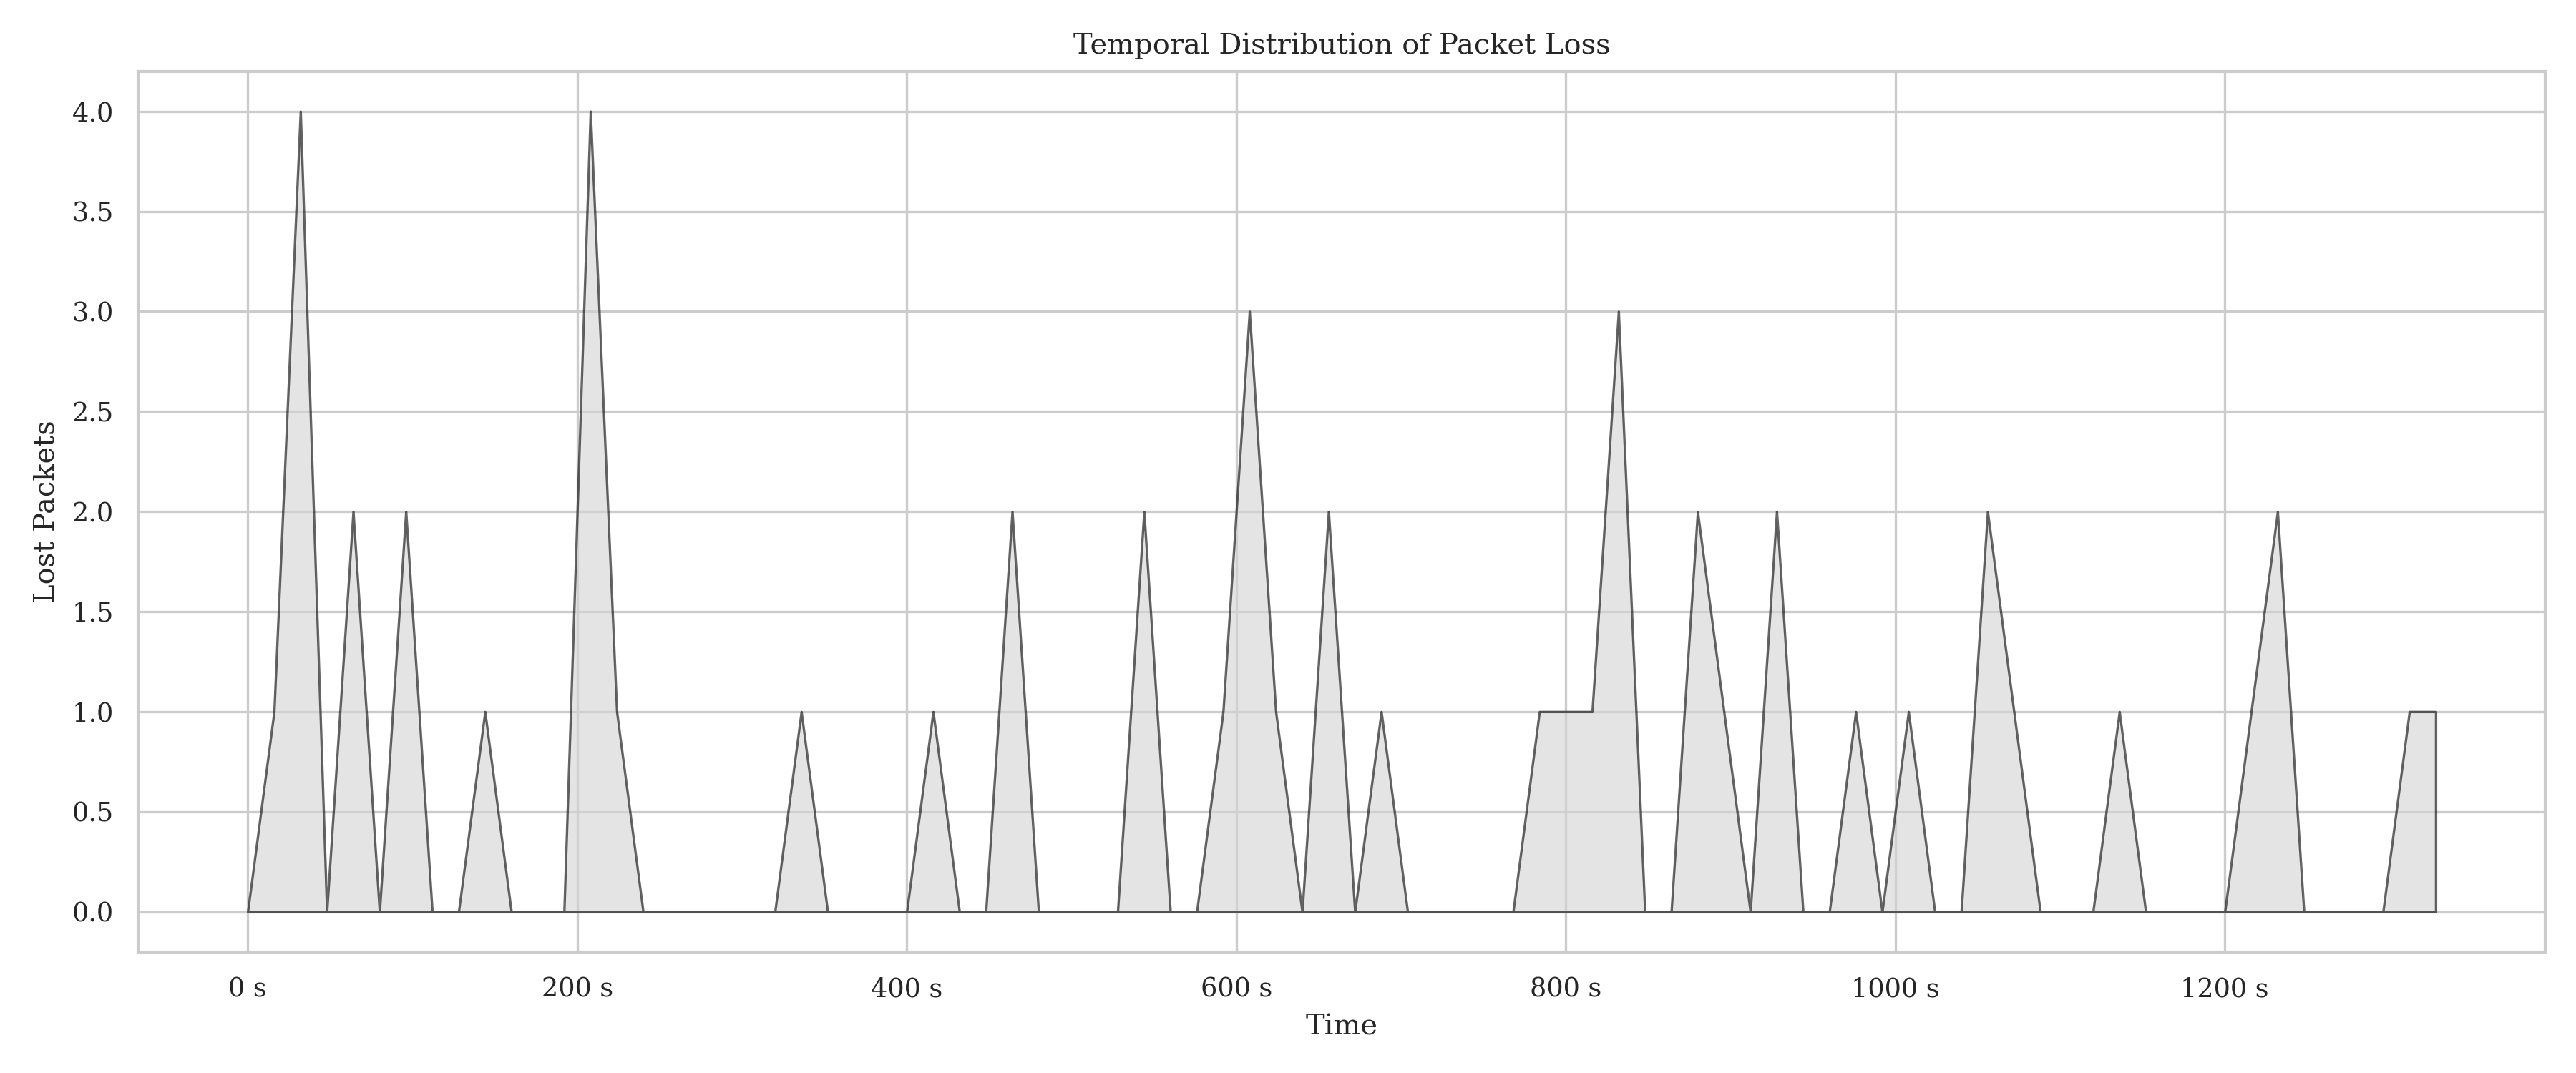 Temporal Distribution of Packet Loss
4.0
3.5
3.0
2.5
2.0
1.5
1.0
0.5
0.0
Lost Packets
0 s
200 s
400 s
600 s
800 s
1000 s
1200 s
Time